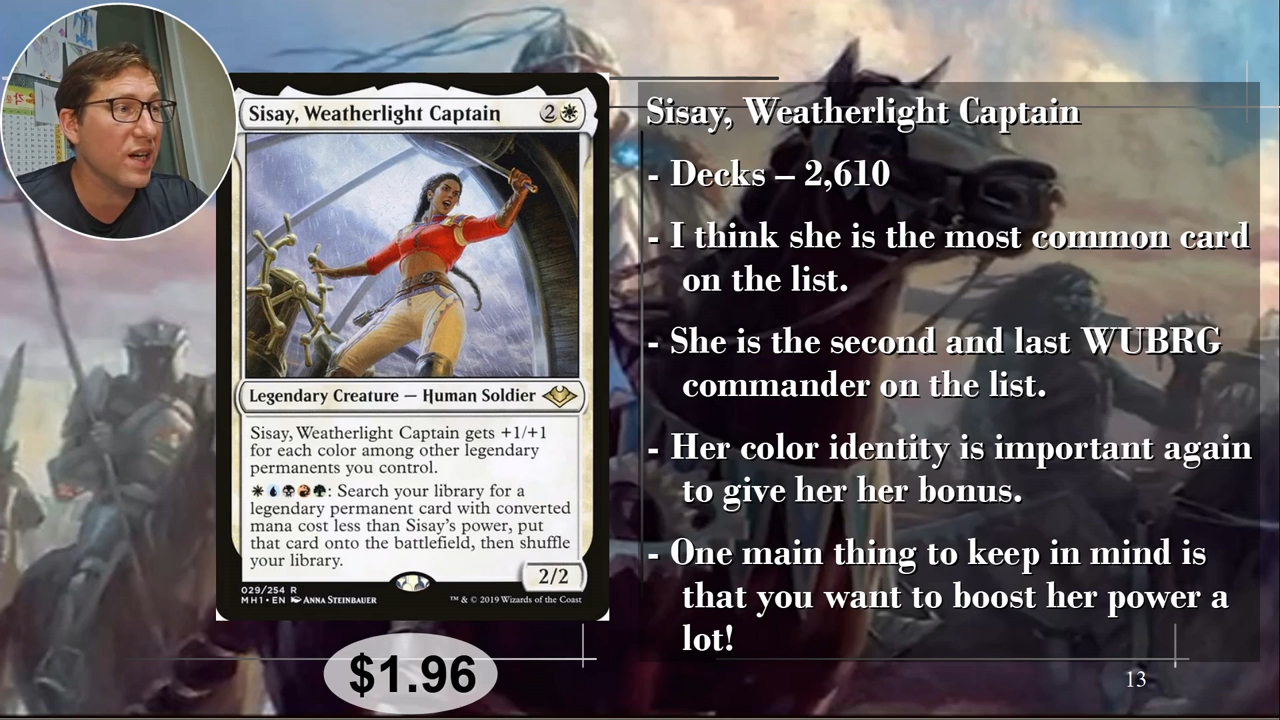 Sisay, Weatherlight Captain 2
Legendary Creature — Human Soldier
Sisay, Weatherlight Captain gets +1/+1
for each color among other legendary
permanents you control.
: Search your library for a
legendary permanent card with converted
mana cost less than Sisay's power, put
that card onto the battlefield, then shuffle
your library.
2/2
029/254 R
MH1 • EN ANNA STEINBAUER
™ & © 2019 Wizards of the Coast
$1.96
Sisay, Weatherlight Captain
- Decks – 2,610
- I think she is the most common card
on the list.
- She is the second and last WUBRG
commander on the list.
- Her color identity is important again
to give her her bonus.
- One main thing to keep in mind is
that you want to boost her power a
lot!
13